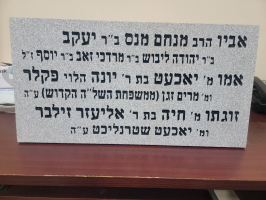 אביו הרב מנחם מנס ב״ר יעקב
ב״ר יהודה ליבוש ב״ר מרדכי זאב ב״ר יוסף ז״ל
אמו מ׳ יאכעט בת ר׳ יונה הלוי פקלר
ומ׳ מרים זגן (ממשפחת השל״ה הקדוש) ע״ה
זוגתו מ׳ חיה בת ר׳ אליעזר זילבר
ומ׳ יאכעט שטרנליכט ע״ה